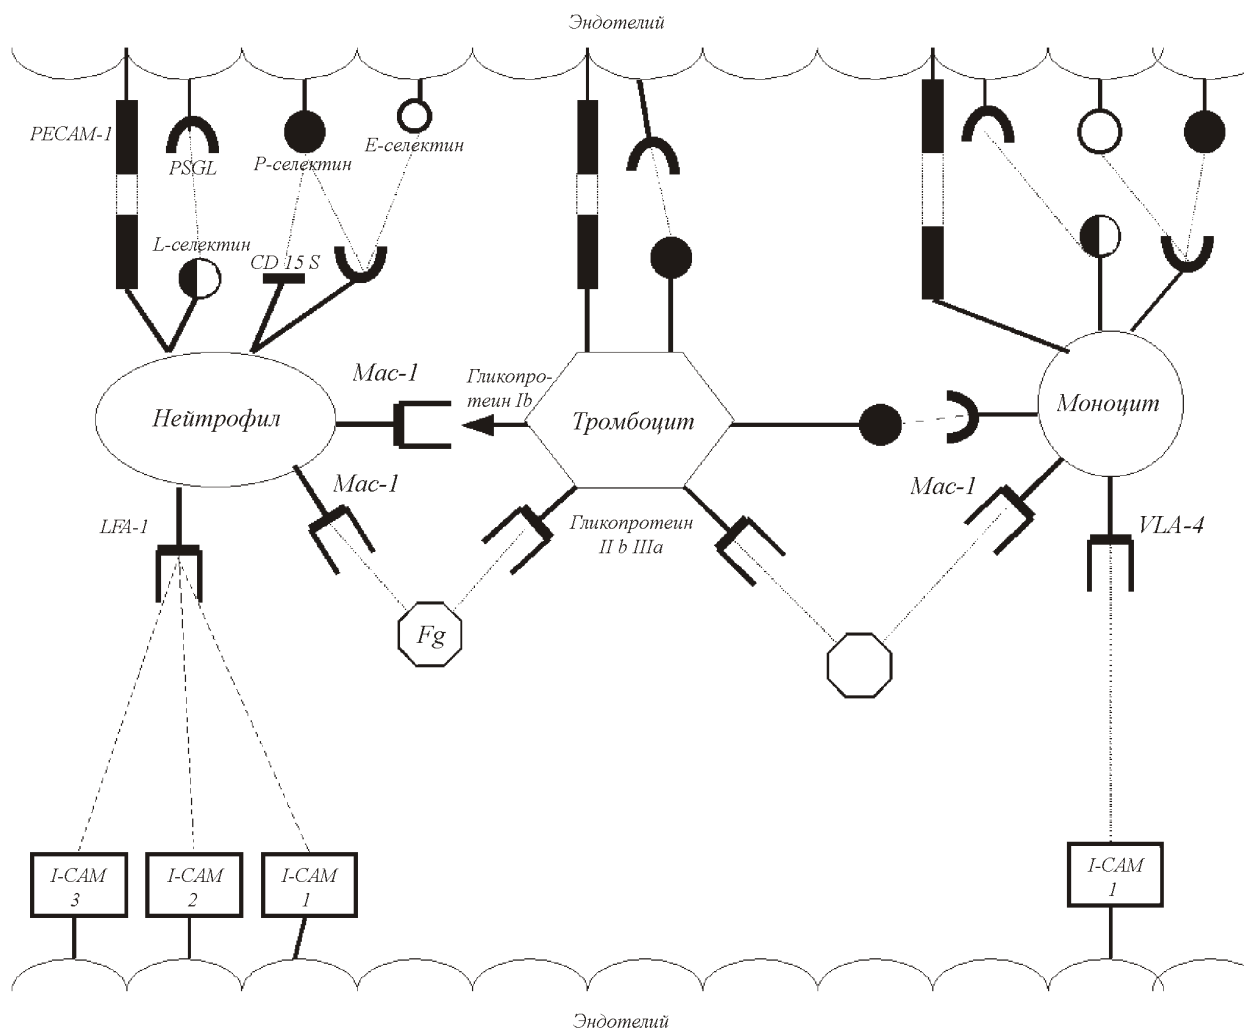 Эндотелий
PECAM-1
PSGL
P-селектин
E-селектин
L-селектин
CD 15 S
Mac-1
Гликопро-
теин Ib
Нейтрофил
Тромбоцит
Моноцит
Mac-1
Mac-1
LFA-1
Гликопротеин
II b IIIa
VLA-4
Fg
I-CAM
3
I-CAM
2
I-CAM
1
I-CAM
1
Эндотелий